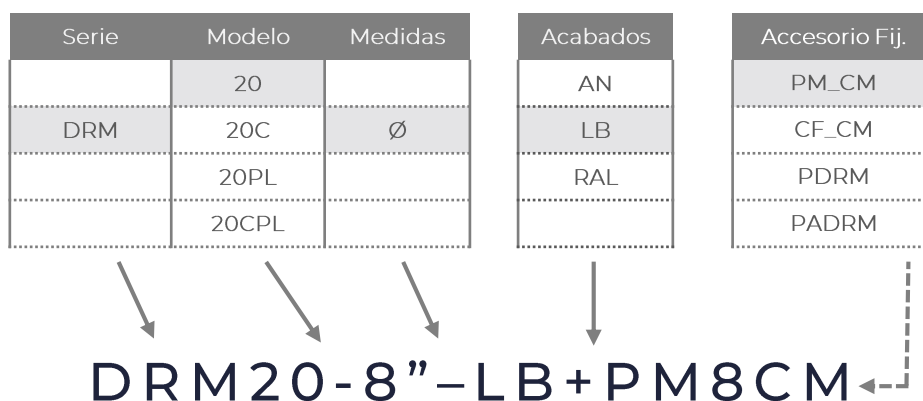 Serie Modelo Medidas Acabados Accesorio Fij.
20 AN PM_CM
DRM 20C Ø LB CF_CM
20PL RAL PDRM
20CPL PADRM
DRM20-8”–LB+PM8CM